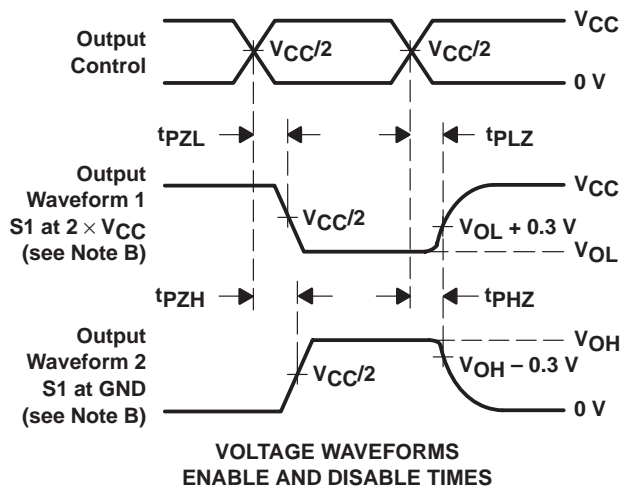 Output
Control
VCC/2
VCC/2
VCC
0 V
tPZL
tPLZ
Output
Waveform 1
S1 at 2 × VCC
(see Note B)
VCC/2
VCC
VOL + 0.3 V
VOL
tPZH
tPHZ
Output
Waveform 2
S1 at GND
(see Note B)
VCC/2
VOH
VOH – 0.3 V
0 V
VOLTAGE WAVEFORMS
ENABLE AND DISABLE TIMES